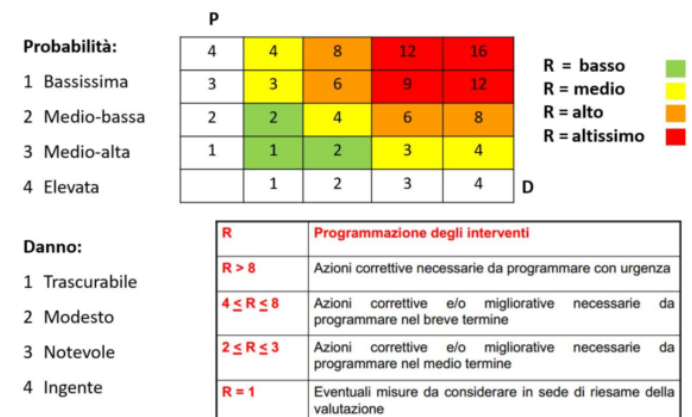 P
Probabilità:
1 Bassissima
2 Medio-bassa
3 Medio-alta
4 Elevata
4 4 8 12 16
3 3 6 9 12
2 2 4 6 8
1 1 2 3 4
1 2 3 4 D
R = basso
R = medio
R = alto
R = altissimo
Danno:
1 Trascurabile
2 Modesto
3 Notevole
4 Ingente
R Programmazione degli interventi
R > 8 Azioni correttive necessarie da programmare con urgenza
4 ≤ R ≤ 8 Azioni correttive e/o migliorative necessarie da
programmare nel breve termine
2 ≤ R ≤ 3 Azioni correttive e/o migliorative necessarie da
programmare nel medio termine
R = 1 Eventuali misure da considerare in sede di riesame della
valutazione